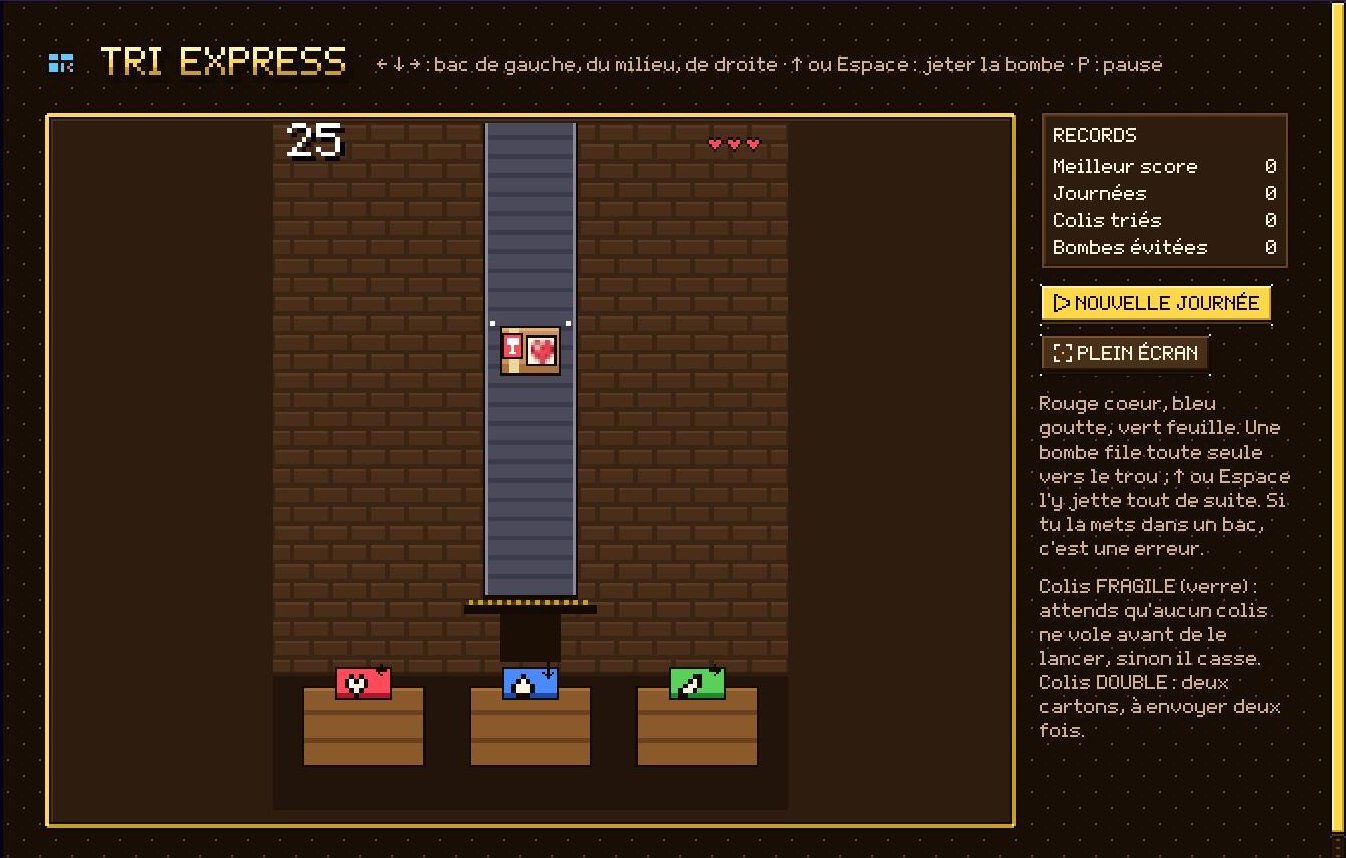 TRI EXPRESS
←↓→ : bac de gauche, du milieu, de droite · ↑ ou Espace : jeter la bombe · P : pause
25
RECORDS
Meilleur score 0
Journées 0
Colis triés 0
Bombes évitées 0
NOUVELLE JOURNÉE
PLEIN ÉCRAN
Rouge coeur, bleu
goutte, vert feuille. Une
bombe file toute seule
vers le trou ; ↑ ou Espace
l'y jette tout de suite. Si
tu la mets dans un bac,
c'est une erreur.
Colis FRAGILE (verre) :
attends qu'aucun colis
ne vole avant de le
lancer, sinon il casse.
Colis DOUBLE : deux
cartons, à envoyer deux
fois.